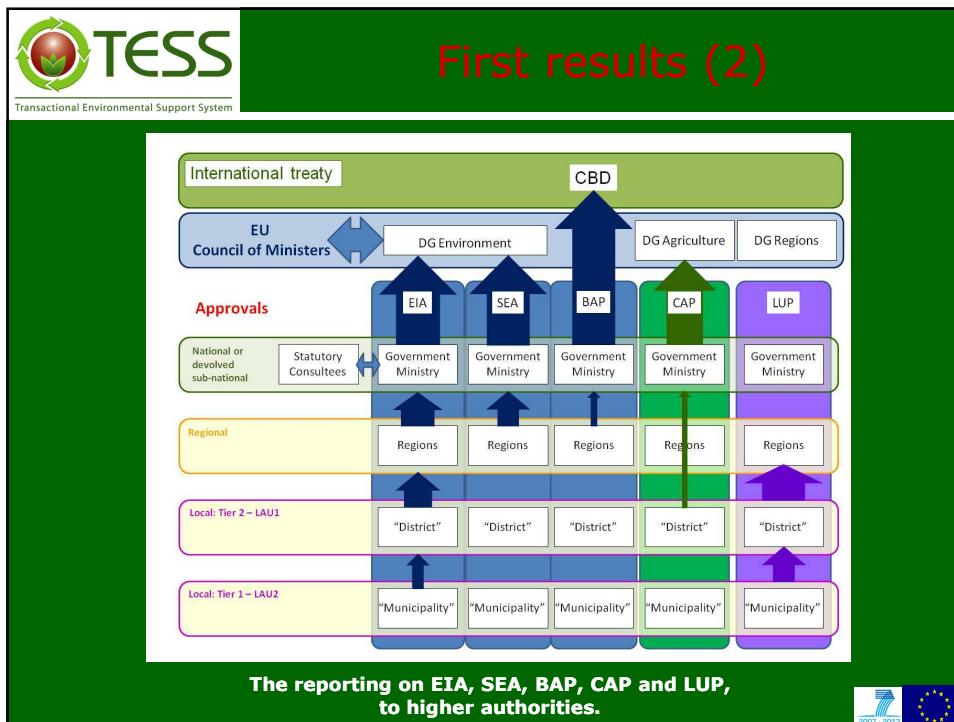 TESS
Transactional Environmental Support System
First results (2)
International treaty
CBD
EU
Council of Ministers
DG Environment
DG Agriculture
DG Regions
Approvals
EIA
SEA
BAP
CAP
LUP
National or
devolved
sub-national
Statutory
Consultees
Government
Ministry
Government
Ministry
Government
Ministry
Government
Ministry
Government
Ministry
Regional
Regions
Regions
Regions
Regions
Regions
Local: Tier 2 – LAU1
“District”
“District”
“District”
“District”
“District”
Local: Tier 1 – LAU2
“Municipality”
“Municipality”
“Municipality”
“Municipality”
“Municipality”
The reporting on EIA, SEA, BAP, CAP and LUP,
to higher authorities.